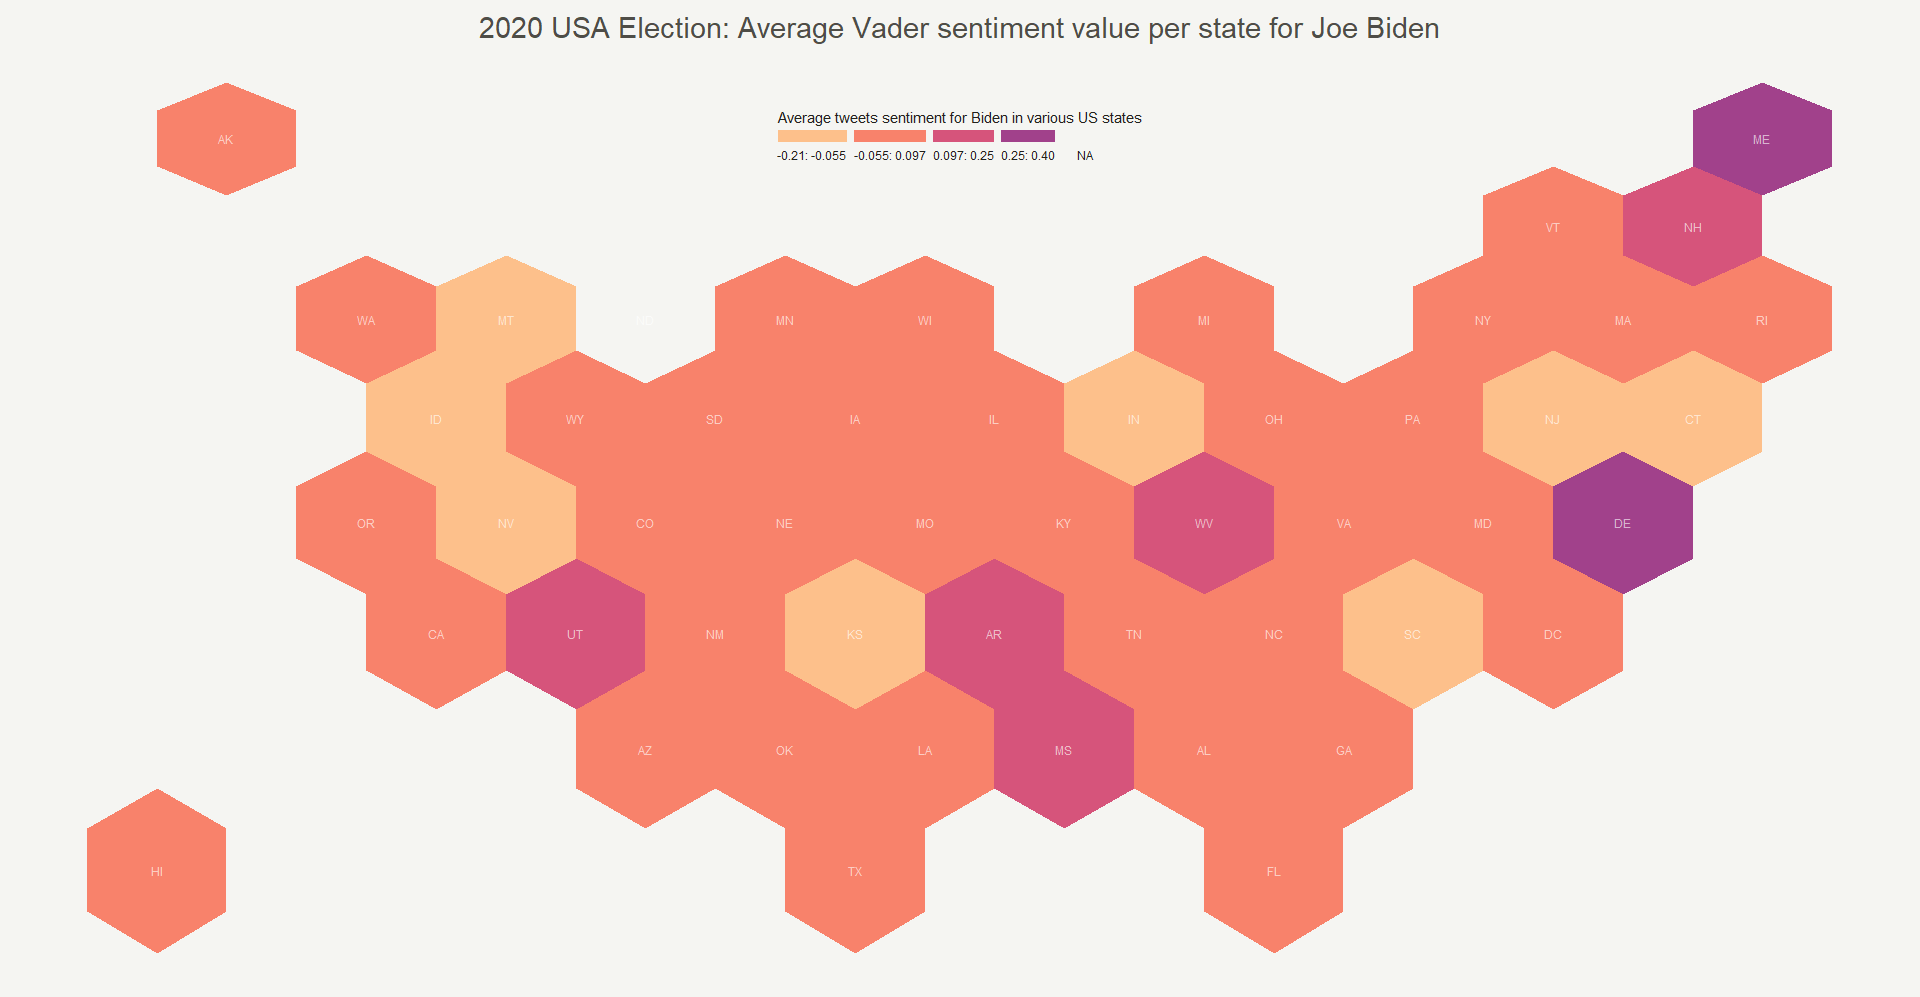 2020 USA Election: Average Vader sentiment value per state for Joe Biden
Average tweets sentiment for Biden in various US states
-0.21: -0.055 -0.055: 0.097 0.097: 0.25 0.25: 0.40 NA
AK ME
VT NH
WA MT ND MN WI MI NY MA RI
ID WY SD IA IL IN OH PA NJ CT
OR NV CO NE MO KY WV VA MD DE
CA UT NM KS AR TN NC SC DC
AZ OK LA MS AL GA
HI TX FL